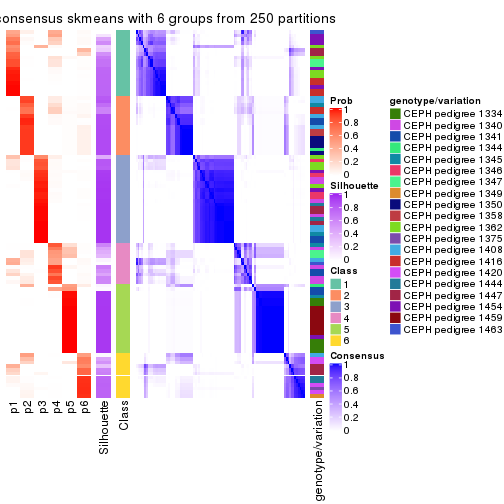 consensus skmeans with 6 groups from 250 partitions
p1
p2
p3
p4
p5
p6
Silhouette
Class
genotype/variation
Prob
1
0.8
0.6
0.4
0.2
0
Silhouette
1
0.8
0.6
0.4
0.2
0
Class
1
2
3
4
5
6
Consensus
1
0.8
0.6
0.4
0.2
0
genotype/variation
CEPH pedigree 1334
CEPH pedigree 1340
CEPH pedigree 1341
CEPH pedigree 1344
CEPH pedigree 1345
CEPH pedigree 1346
CEPH pedigree 1347
CEPH pedigree 1349
CEPH pedigree 1350
CEPH pedigree 1358
CEPH pedigree 1362
CEPH pedigree 1375
CEPH pedigree 1408
CEPH pedigree 1416
CEPH pedigree 1420
CEPH pedigree 1444
CEPH pedigree 1447
CEPH pedigree 1454
CEPH pedigree 1459
CEPH pedigree 1463